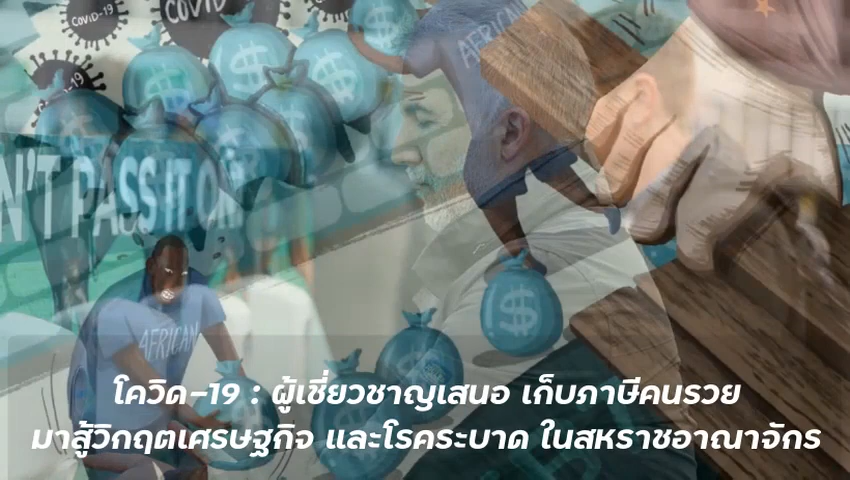 COVID-19
COVID
AFRICAN
N'T PASS IT ON
AFRICAN
โควิด-19 : ผู้เชี่ยวชาญเสนอ เก็บภาษีคนรวย
มาสู้วิกฤตเศรษฐกิจ และโรคระบาด ในสหราชอาณาจักร